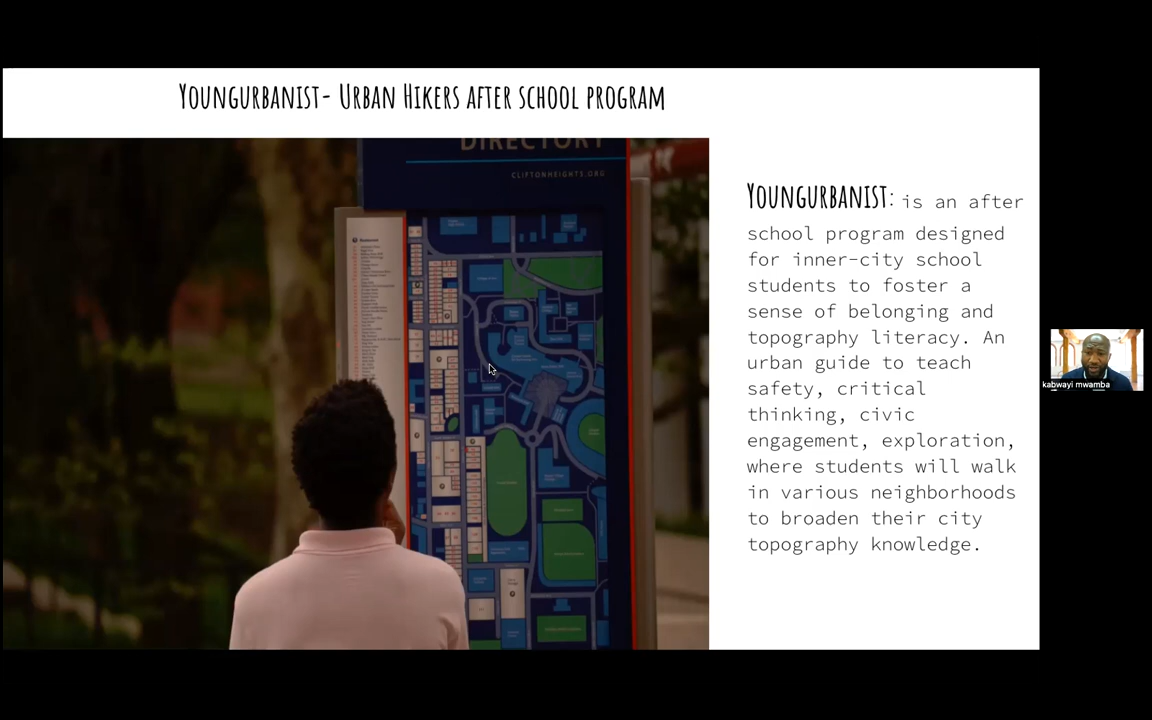 Youngurbanist- Urban Hikers after school program
DIRECTORY
CLIFTONHEIGHTS.ORG
Youngurbanist: is an after
school program designed
for inner-city school
students to foster a
sense of belonging and
topography literacy. An
urban guide to teach
safety, critical
thinking, civic
engagement, exploration,
where students will walk
in various neighborhoods
to broaden their city
topography knowledge.
kabwayi mwamba